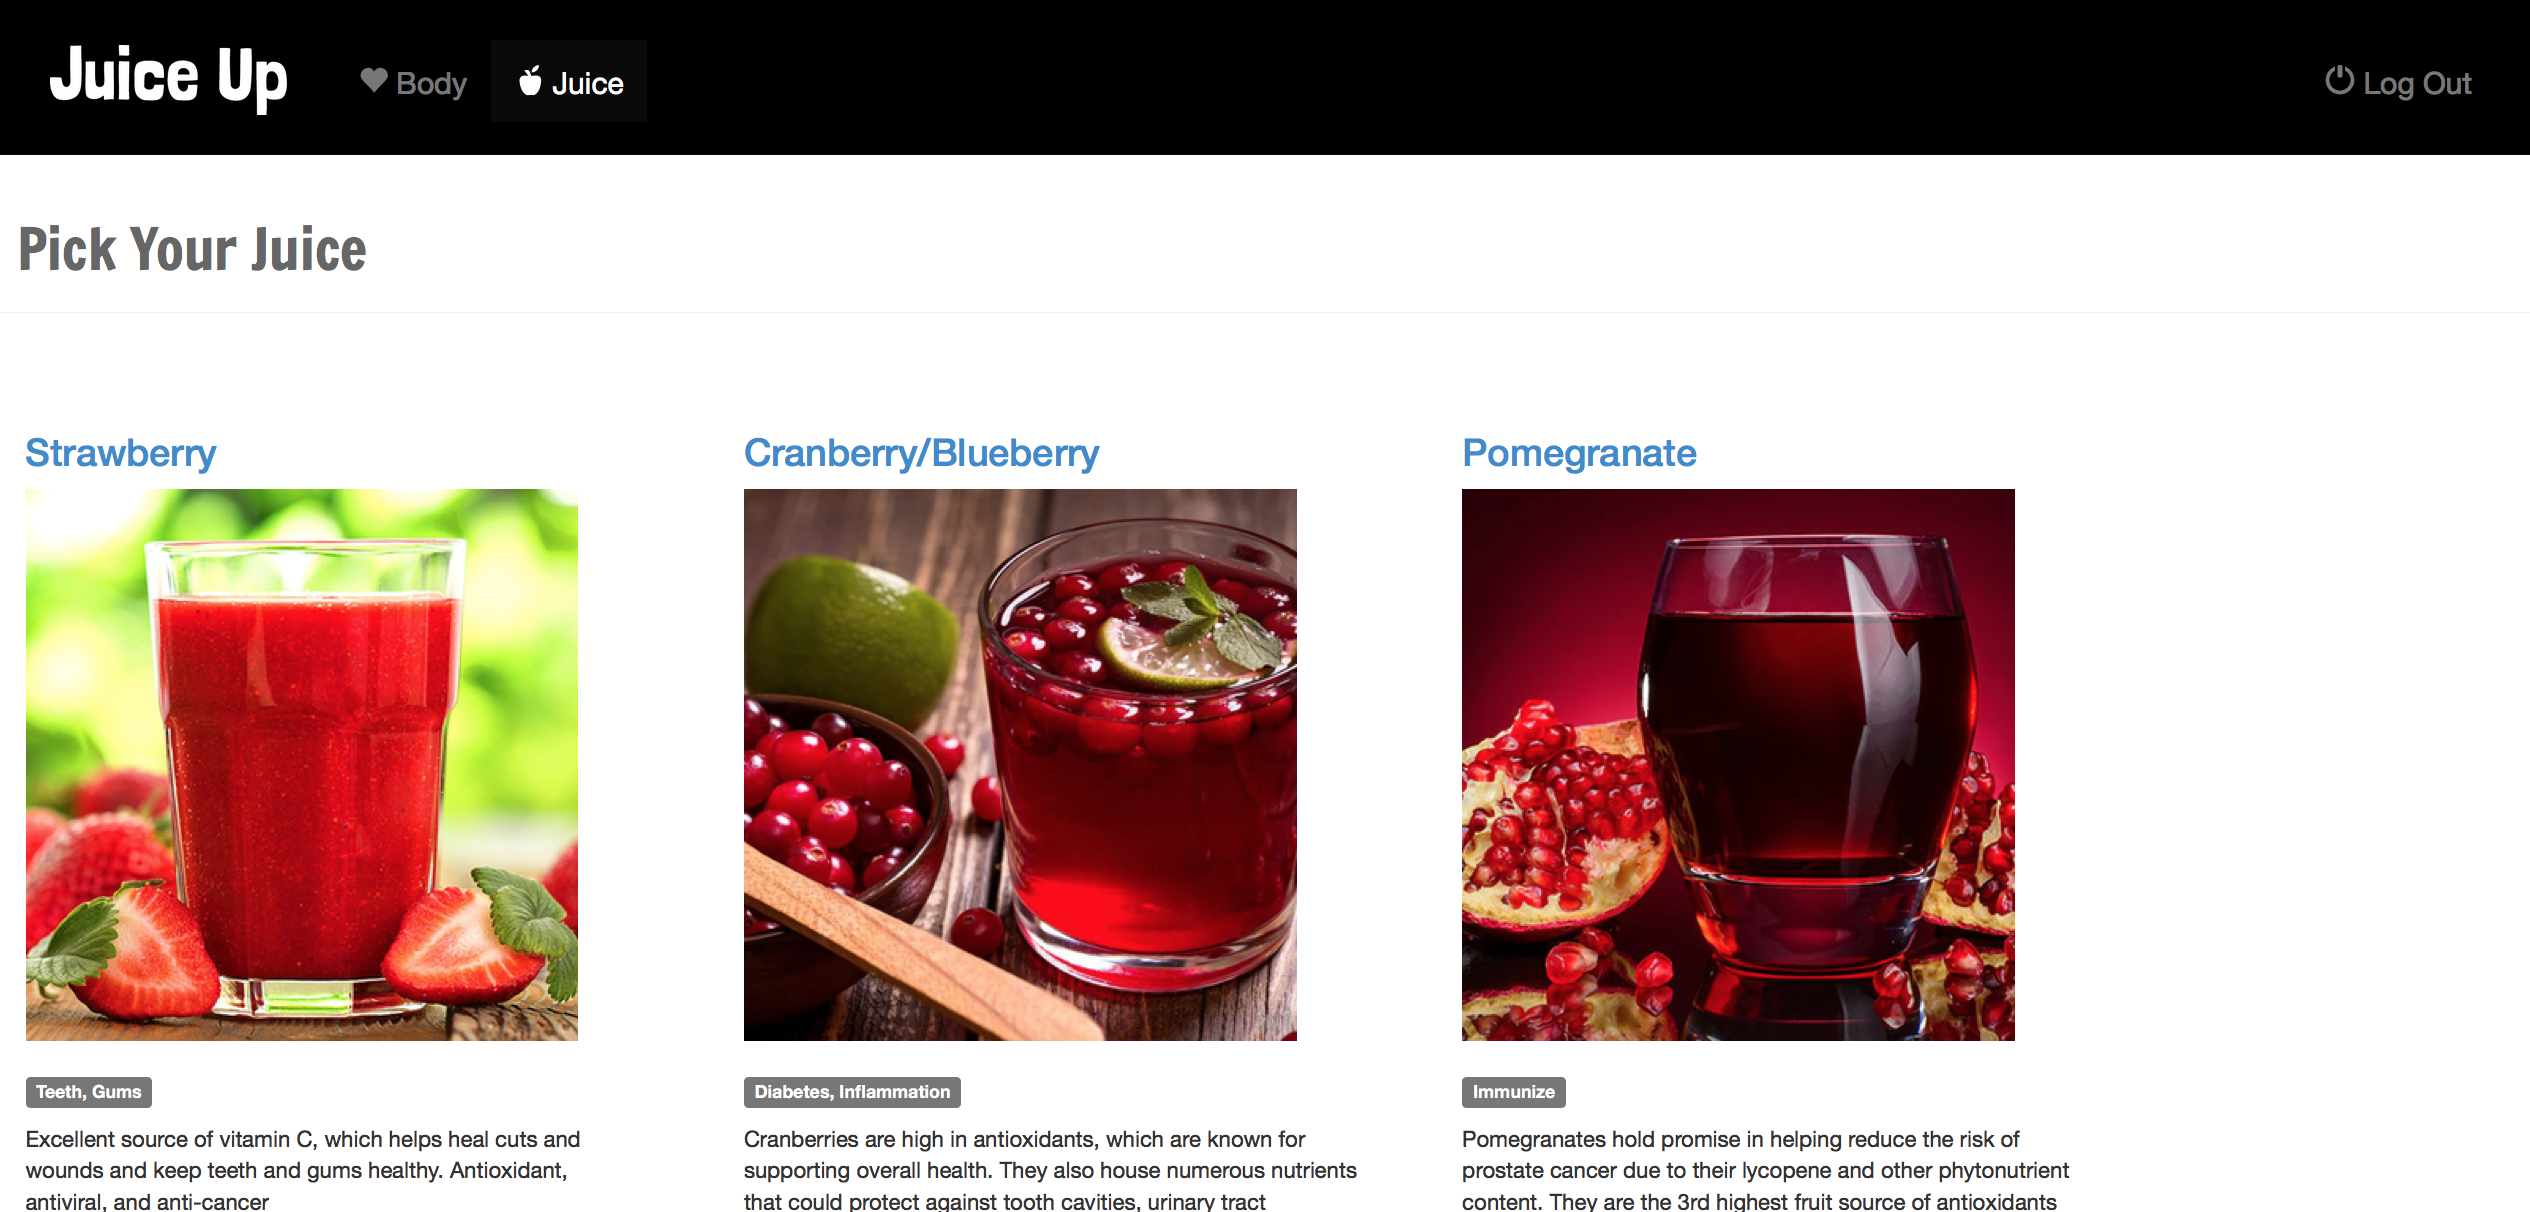 Juice Up
Body
Juice
Log Out
Pick Your Juice
Strawberry
Cranberry/Blueberry
Pomegranate
Teeth, Gums
Excellent source of vitamin C, which helps heal cuts and
wounds and keep teeth and gums healthy. Antioxidant,
antiviral, and anti-cancer
Diabetes, Inflammation
Cranberries are high in antioxidants, which are known for
supporting overall health. They also house numerous nutrients
that could protect against tooth cavities, urinary tract
Immunize
Pomegranates hold promise in helping reduce the risk of
prostate cancer due to their lycopene and other phytonutrient
content. They are the 3rd highest fruit source of antioxidants